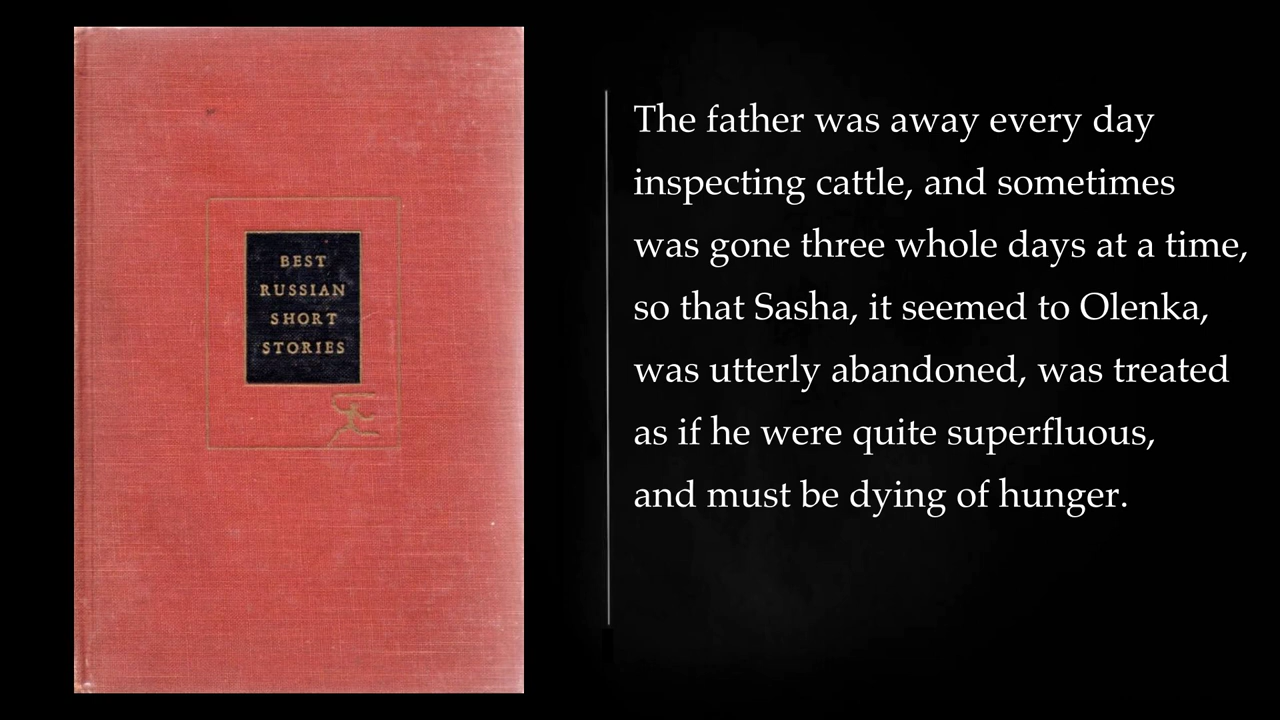 BEST
RUSSIAN
SHORT
STORIES
The father was away every day
inspecting cattle, and sometimes
was gone three whole days at a time,
so that Sasha, it seemed to Olenka,
was utterly abandoned, was treated
as if he were quite superfluous,
and must be dying of hunger.